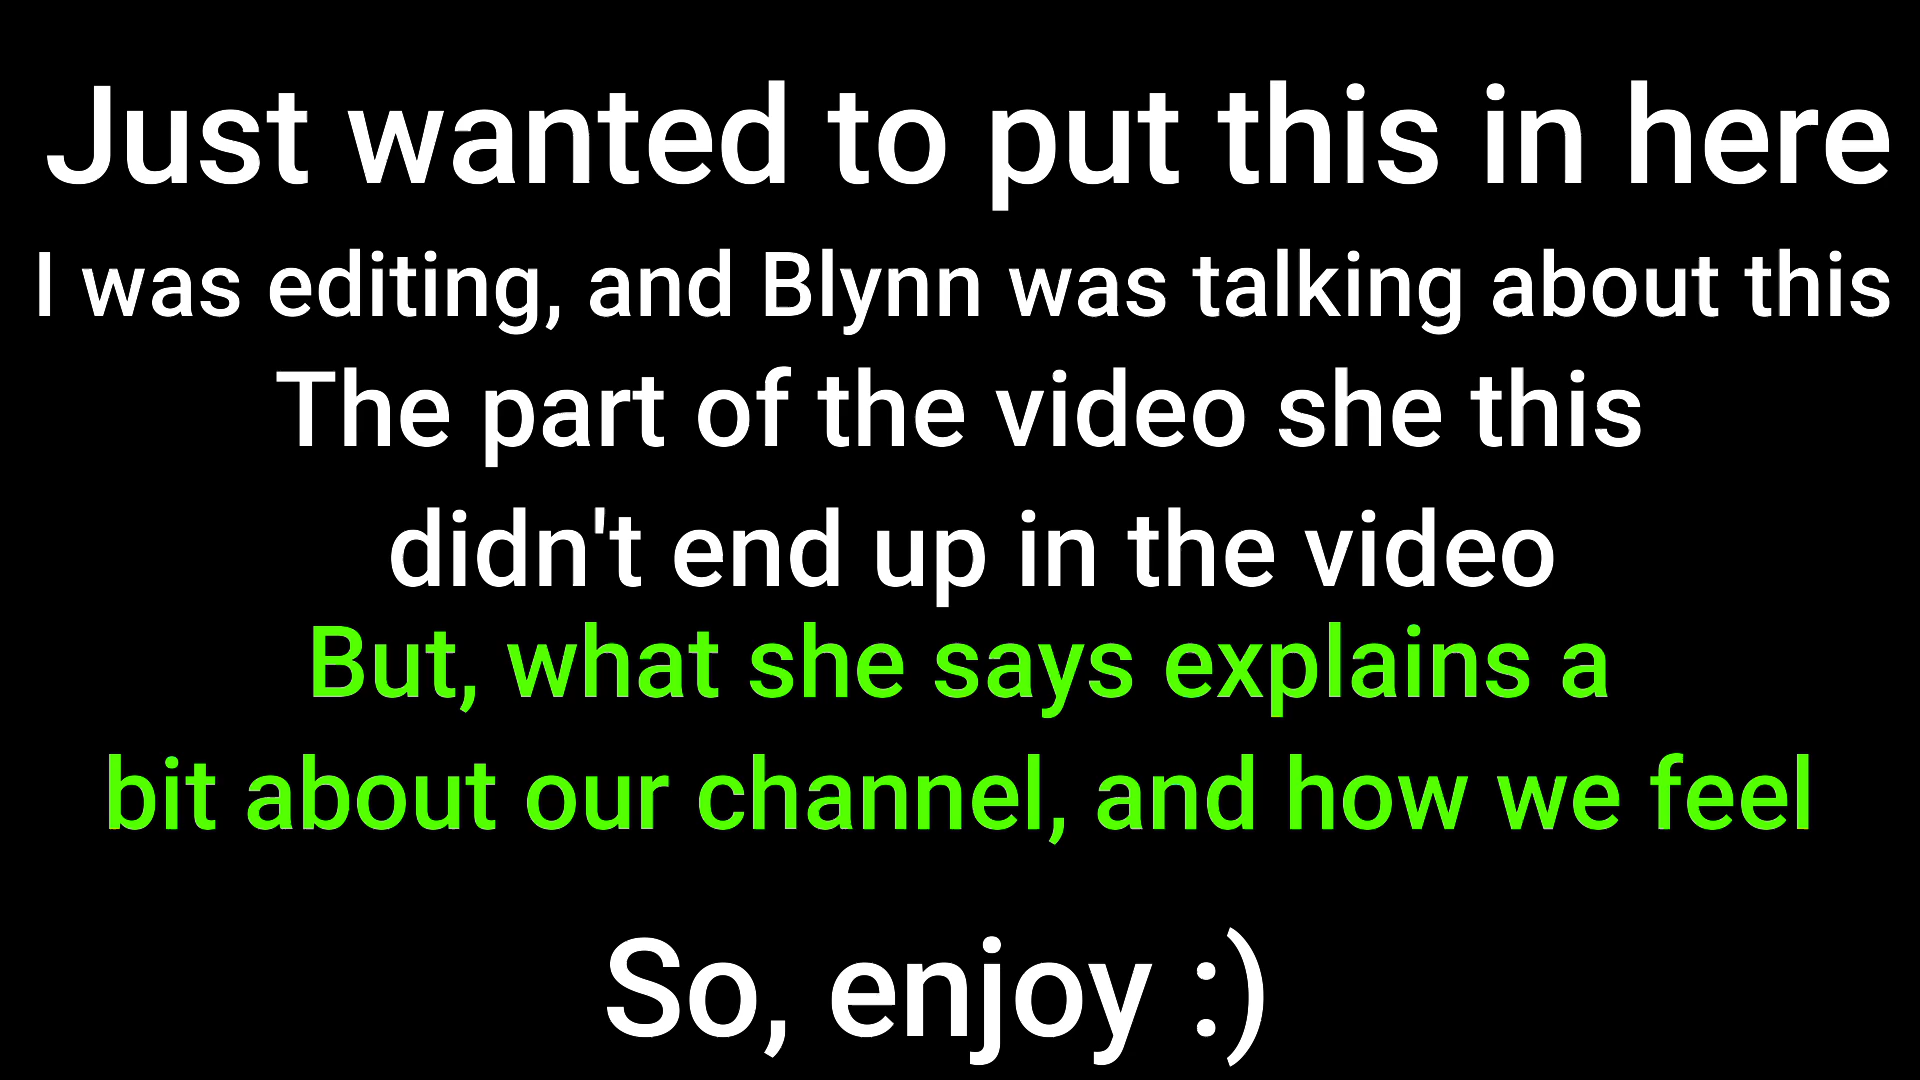 Just wanted to put this in here
I was editing, and Blynn was talking about this
The part of the video she this
didn't end up in the video
But, what she says explains a
bit about our channel, and how we feel
So, enjoy :)